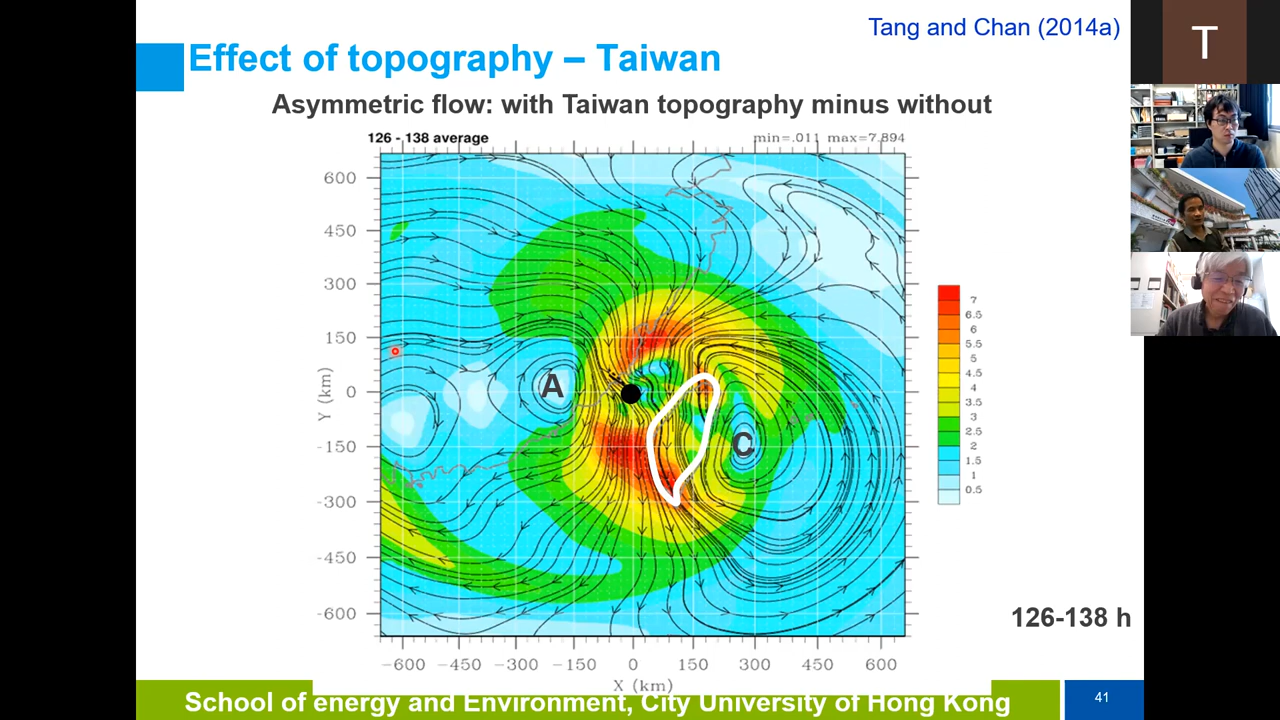 Tang and Chan (2014a)
T
Effect of topography – Taiwan
Asymmetric flow: with Taiwan topography minus without
126 - 138 average
min=.011 max=7.894
600
450
300
150
0
-150
-300
-450
-600
Y (km)
A
C
7
6.5
6
5.5
5
4.5
4
3.5
3
2.5
2
1.5
1
0.5
126-138 h
-600 -450 -300 -150 0 150 300 450 600
X (km)
School of energy and Environment, City University of Hong Kong
41